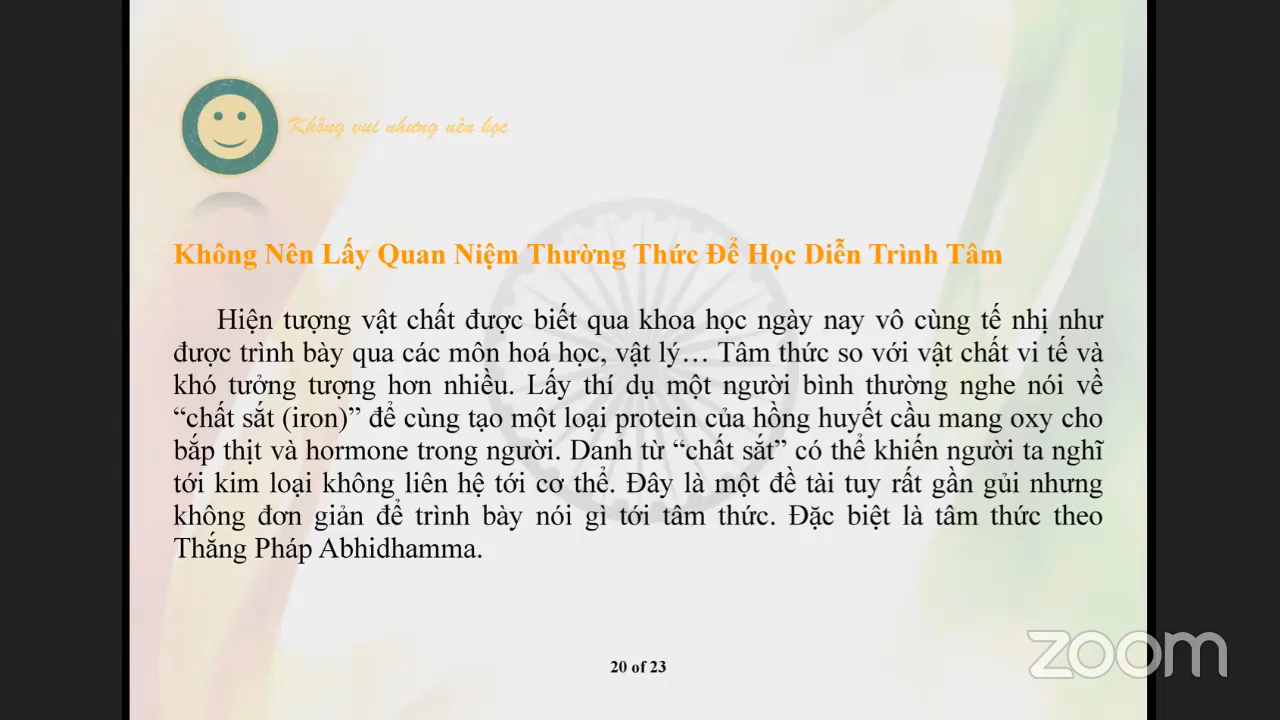 Không vui nhưng nên học
Không Nên Lấy Quan Niệm Thường Thức Để Học Diễn Trình Tâm
Hiện tượng vật chất được biết qua khoa học ngày nay vô cùng tế nhị như
được trình bày qua các môn hoá học, vật lý… Tâm thức so với vật chất vi tế và
khó tưởng tượng hơn nhiều. Lấy thí dụ một người bình thường nghe nói về
“chất sắt (iron)” để cùng tạo một loại protein của hồng huyết cầu mang oxy cho
bắp thịt và hormone trong người. Danh từ “chất sắt” có thể khiến người ta nghĩ
tới kim loại không liên hệ tới cơ thể. Đây là một đề tài tuy rất gần gủi nhưng
không đơn giản để trình bày nói gì tới tâm thức. Đặc biệt là tâm thức theo
Thắng Pháp Abhidhamma.
20 of 23
zoom